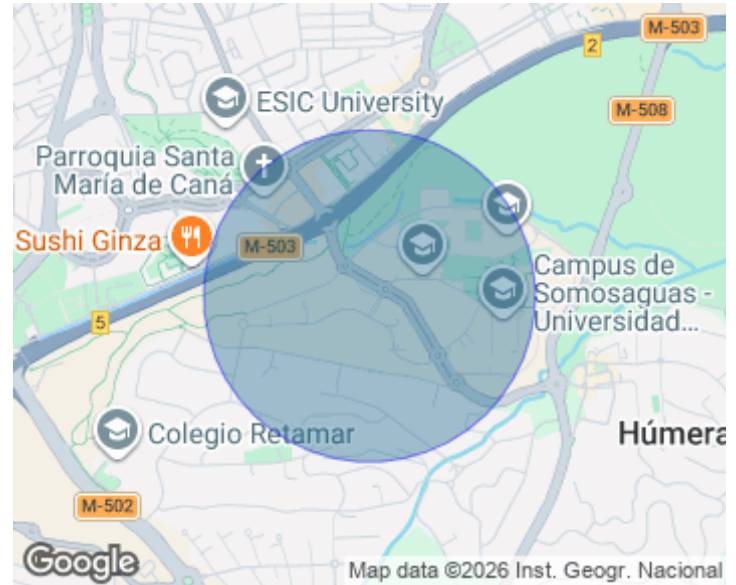 M-503
2
M-508
ESIC University
Parroquia Santa
María de Caná
Sushi Ginza
M-503
Campus de
Somosaguas -
Universidad...
5
Colegio Retamar
Húmera
M-502
Google
Map data ©2026 Inst. Geogr. Nacional